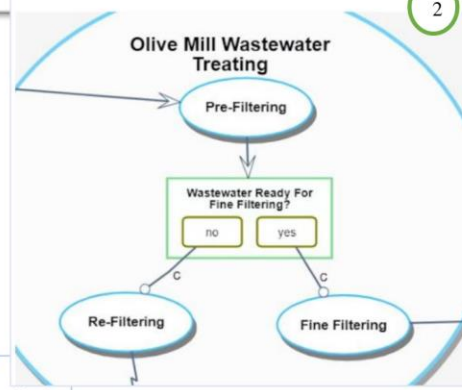 2
Olive Mill Wastewater
Treating
Pre-Filtering
Wastewater Ready For
Fine Filtering?
no yes
C C
Re-Filtering Fine Filtering